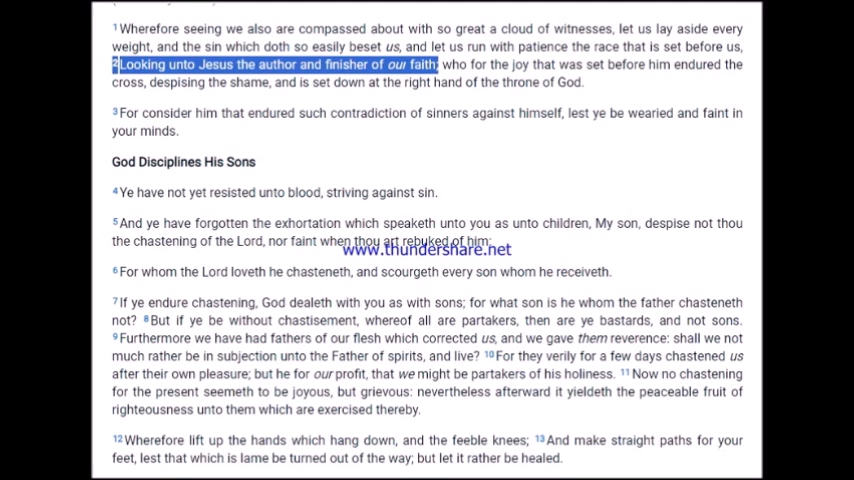 1 Wherefore seeing we also are compassed about with so great a cloud of witnesses, let us lay aside every
weight, and the sin which doth so easily beset us, and let us run with patience the race that is set before us,
2 Looking unto Jesus the author and finisher of our faith; who for the joy that was set before him endured the
cross, despising the shame, and is set down at the right hand of the throne of God.
3 For consider him that endured such contradiction of sinners against himself, lest ye be wearied and faint in
your minds.
God Disciplines His Sons
4 Ye have not yet resisted unto blood, striving against sin.
5 And ye have forgotten the exhortation which speaketh unto you as unto children, My son, despise not thou
the chastening of the Lord, nor faint when thou art rebuked of him:
www.thundershare.net
6 For whom the Lord loveth he chasteneth, and scourgeth every son whom he receiveth.
7 If ye endure chastening, God dealeth with you as with sons; for what son is he whom the father chasteneth
not? 8 But if ye be without chastisement, whereof all are partakers, then are ye bastards, and not sons.
9 Furthermore we have had fathers of our flesh which corrected us, and we gave them reverence: shall we not
much rather be in subjection unto the Father of spirits, and live? 10 For they verily for a few days chastened us
after their own pleasure; but he for our profit, that we might be partakers of his holiness. 11 Now no chastening
for the present seemeth to be joyous, but grievous: nevertheless afterward it yieldeth the peaceable fruit of
righteousness unto them which are exercised thereby.
12 Wherefore lift up the hands which hang down, and the feeble knees; 13 And make straight paths for your
feet, lest that which is lame be turned out of the way; but let it rather be healed.